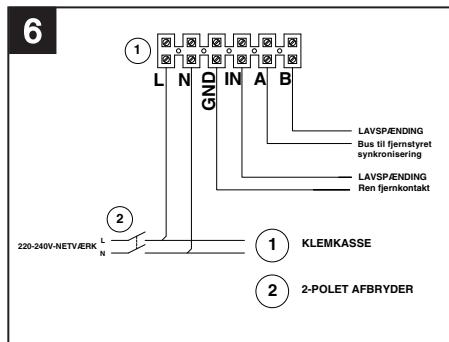 6
1
L N GND IN A B
LAVSPÆNDING
Bus til fjernstyret
synkronisering
LAVSPÆNDING
Ren fjernkontakt
2
220-240V-NETVÆRK L
N
1 KLEMKASSE
2 2-POLET AFBRYDER